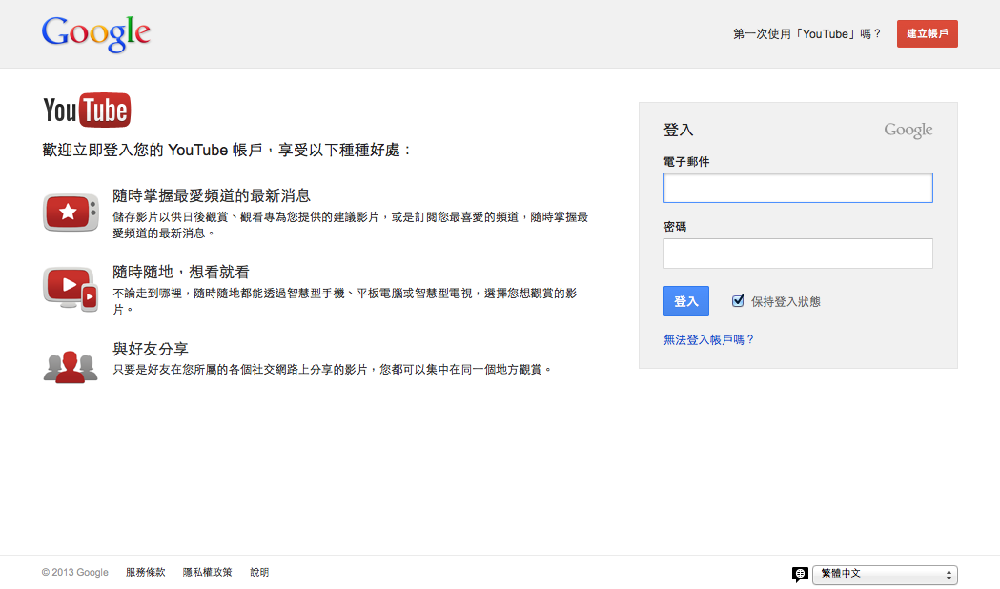 Google
第一次使用「YouTube」嗎？
建立帳戶
YouTube
歡迎立即登入您的 YouTube 帳戶，享受以下種種好處：
隨時掌握最愛頻道的最新消息
儲存影片以供日後觀賞、觀看專為您提供的建議影片，或是訂閱您最喜愛的頻道，隨時掌握最
愛頻道的最新消息。
隨時隨地，想看就看
不論走到哪裡，隨時隨地都能透過智慧型手機、平板電腦或智慧型電視，選擇您想觀賞的影
片。
與好友分享
只要是好友在您所屬的各個社交網路上分享的影片，您都可以集中在同一個地方觀賞。
登入
Google
電子郵件
密碼
登入
保持登入狀態
無法登入帳戶嗎？
© 2013 Google
服務條款
隱私權政策
說明
繁體中文